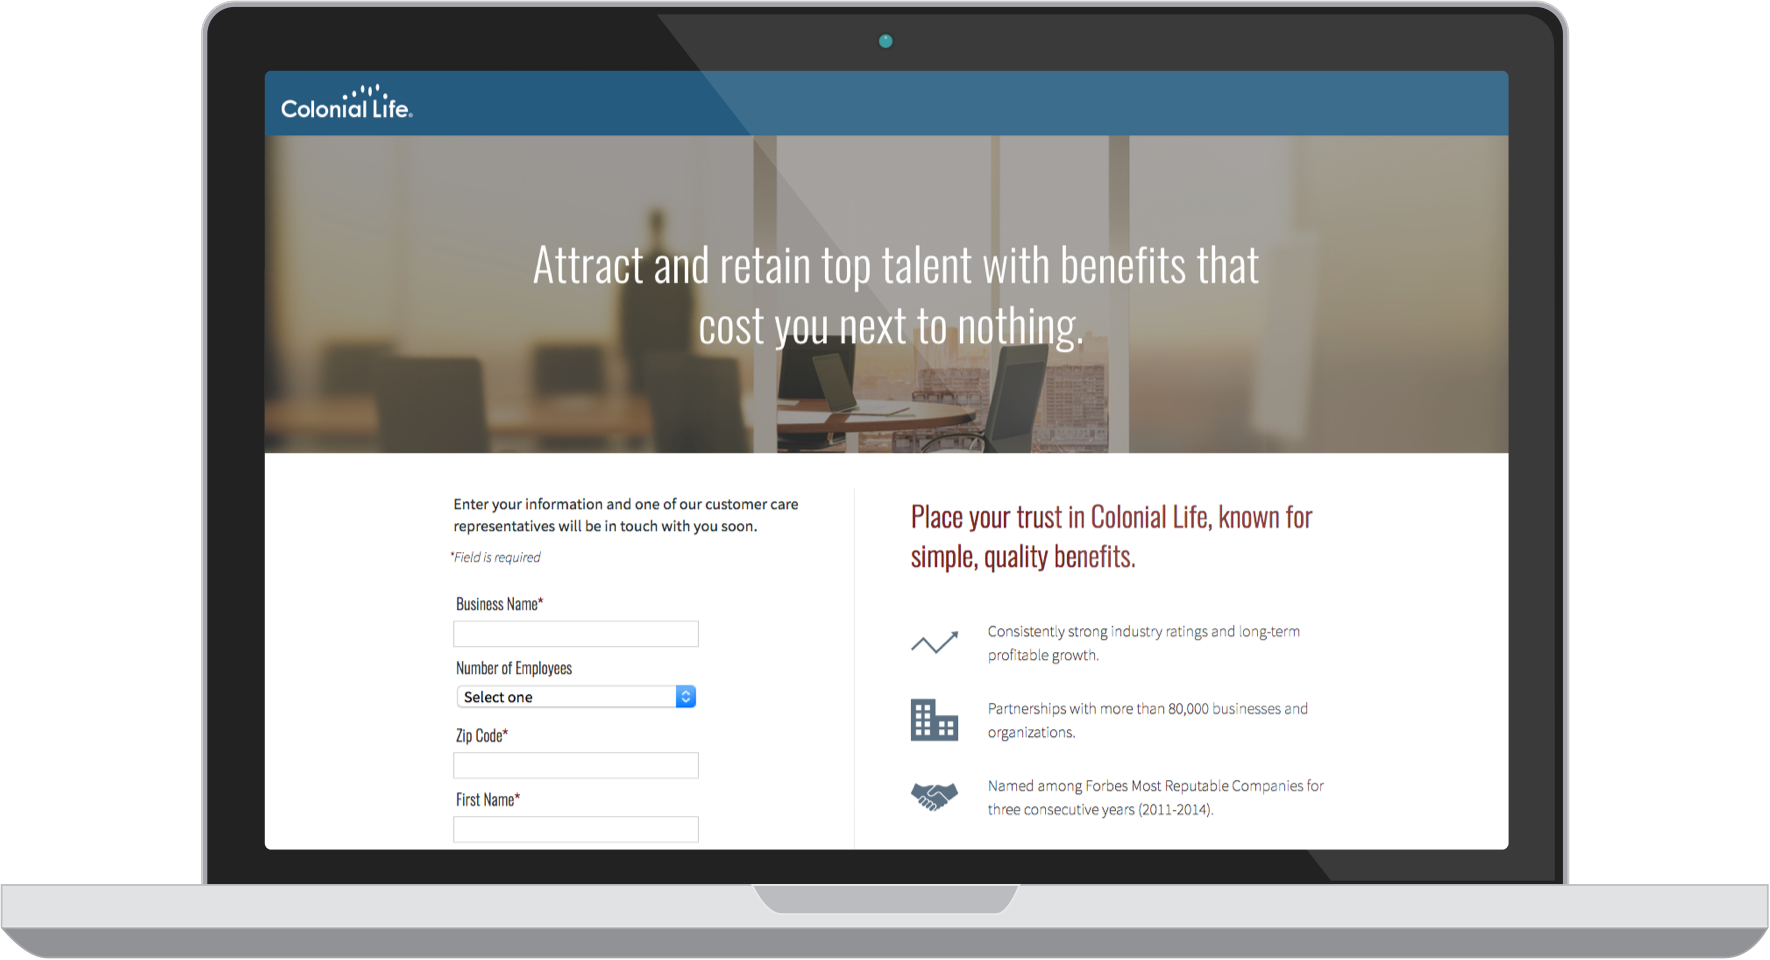 Colonial Life
Attract and retain top talent with benefits that
cost you next to nothing.
Enter your information and one of our customer care
representatives will be in touch with you soon.
*Field is required
Business Name*
Number of Employees
Select one
Zip Code*
First Name*
Place your trust in Colonial Life, known for
simple, quality benefits.
Consistently strong industry ratings and long-term
profitable growth.
Partnerships with more than 80,000 businesses and
organizations.
Named among Forbes Most Reputable Companies for
three consecutive years (2011-2014).